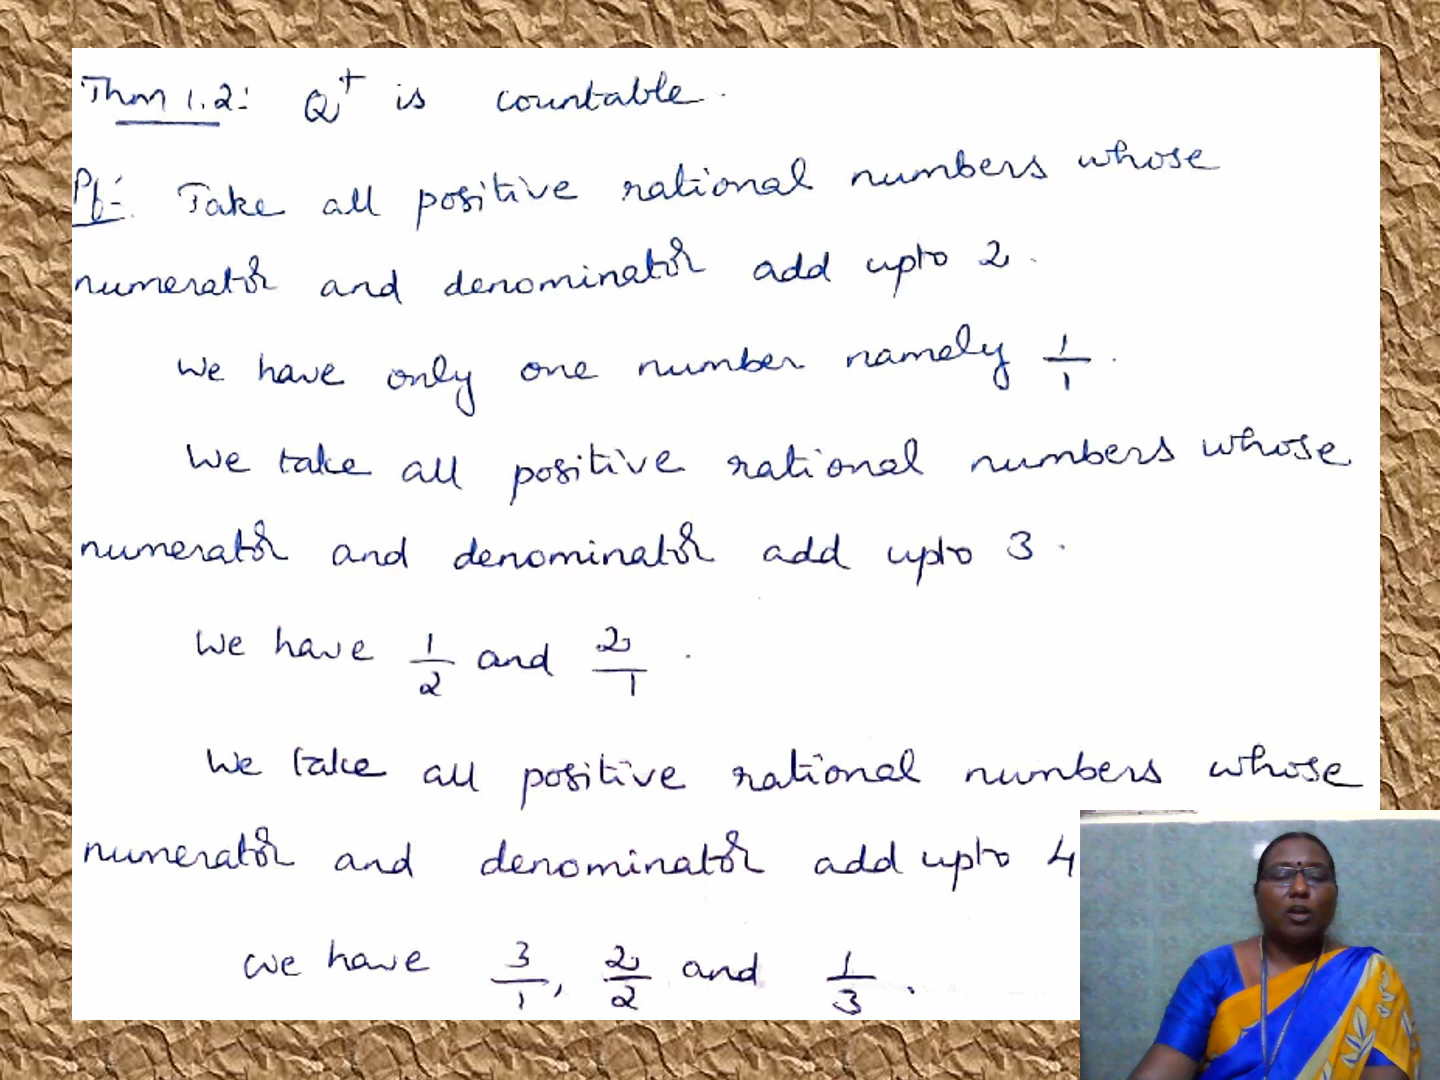 Thm 1.2: Q⁺ is countable.
Pf: Take all positive rational numbers whose
numerator and denominator add upto 2.
We have only one number namely 1/1.
We take all positive rational numbers whose
numerator and denominator add upto 3.
We have 1/2 and 2/1.
We take all positive rational numbers whose
numerator and denominator add upto 4
we have 3/1, 2/2 and 1/3.